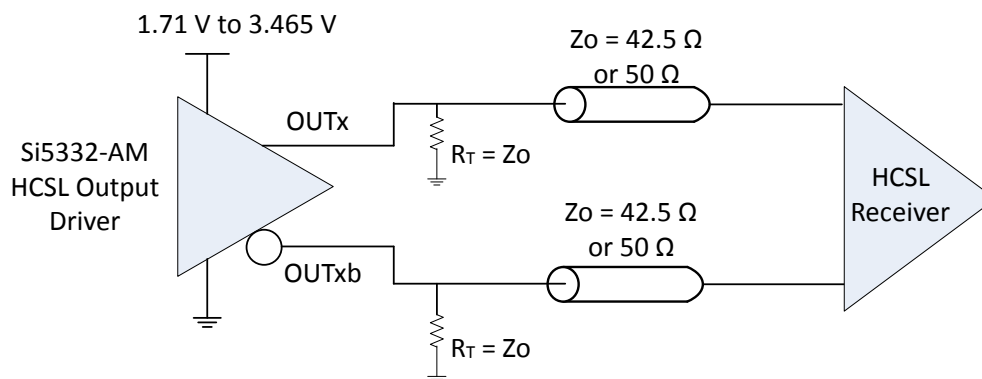 1.71 V to 3.465 V
Zo = 42.5 Ω
or 50 Ω
OUTx
RT = Zo
Si5332-AM
HCSL Output
Driver
HCSL
Receiver
Zo = 42.5 Ω
or 50 Ω
OUTxb
RT = Zo